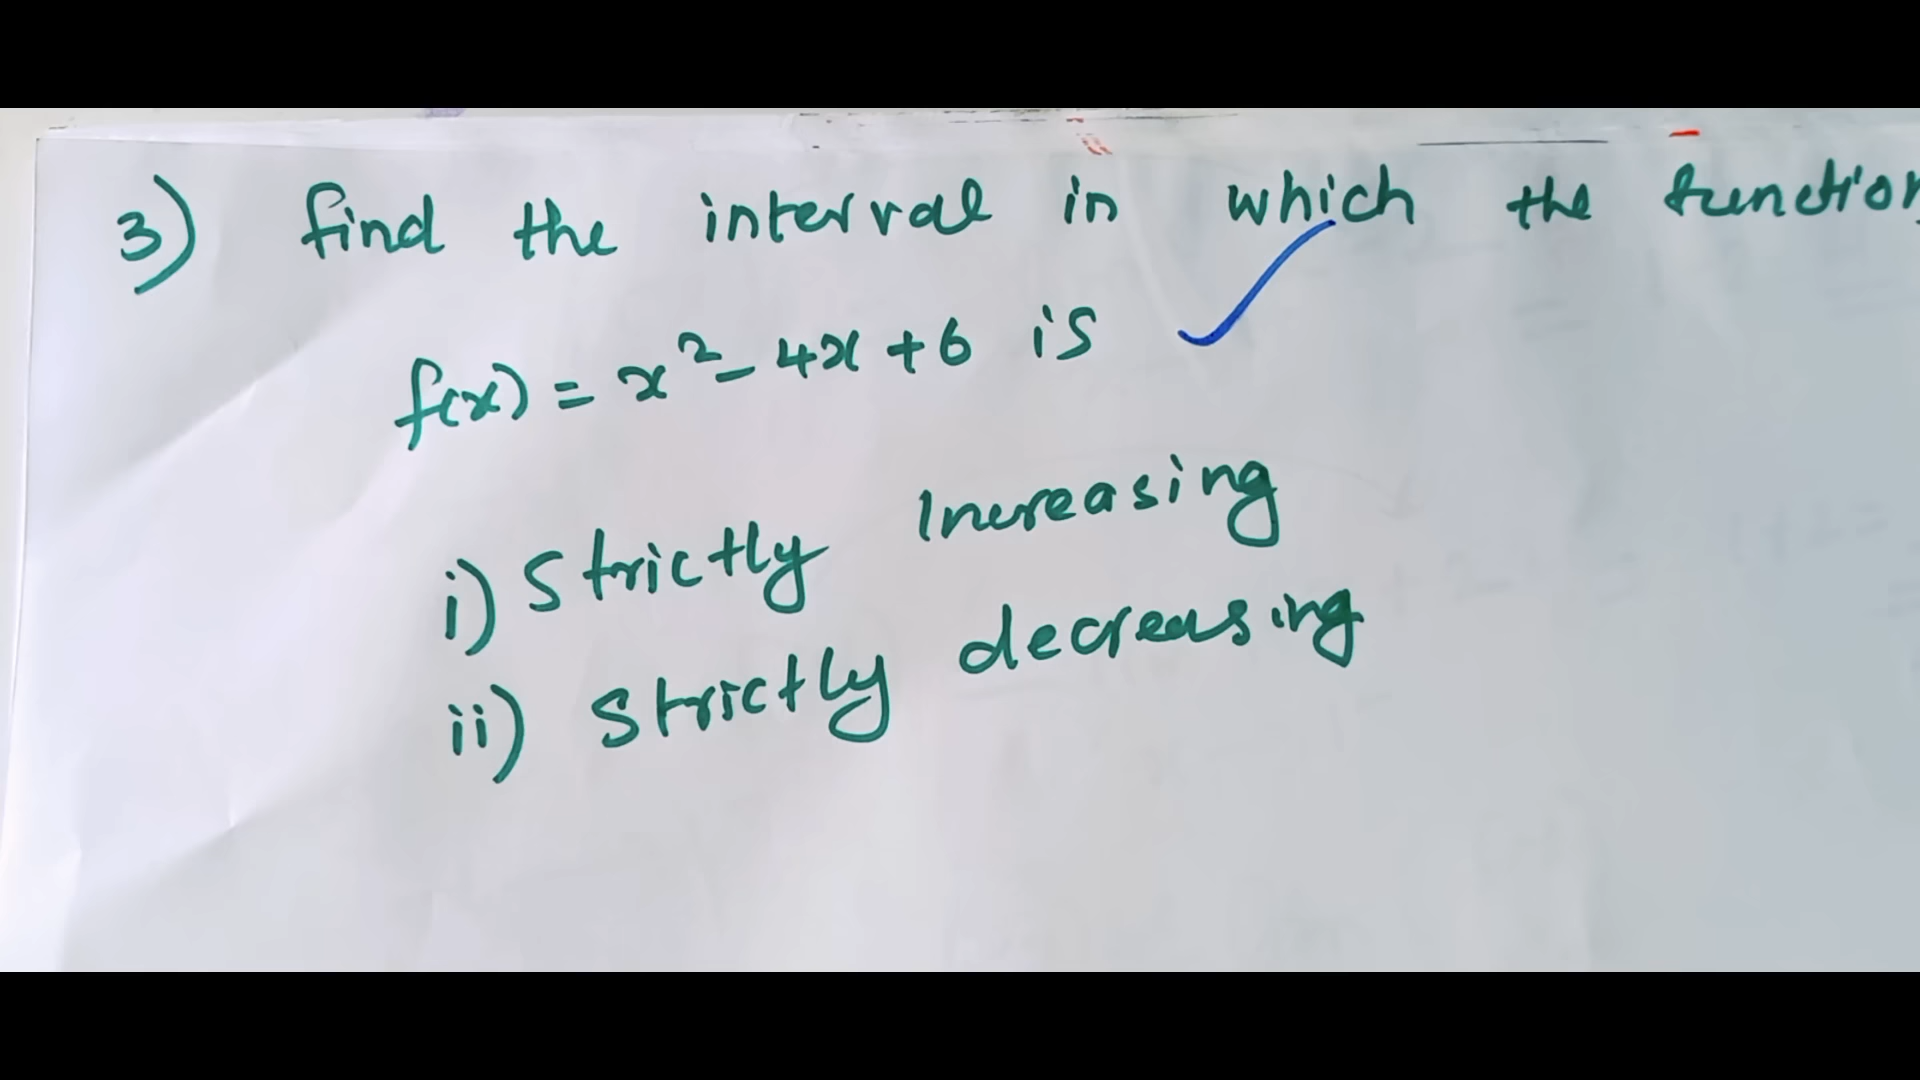 3) find the interval in which the function
f(x) = x² - 4x + 6 is
i) Strictly Increasing
ii) Strictly decreasing